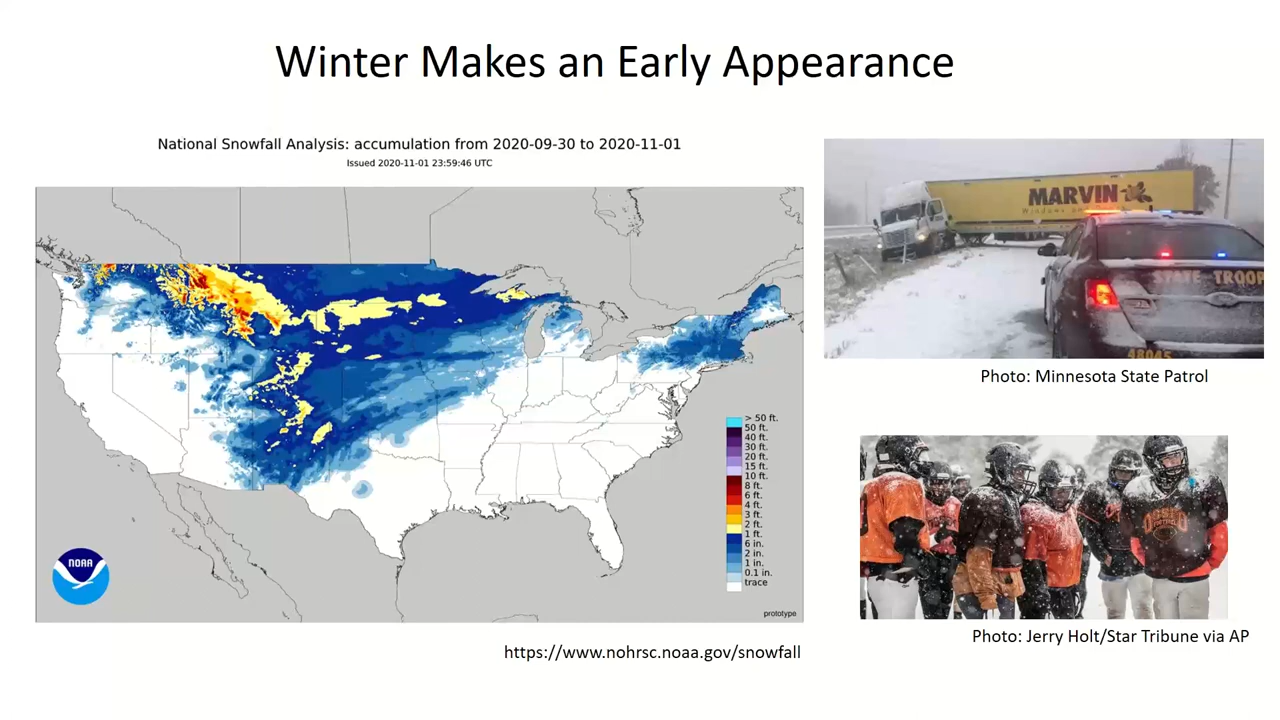 Winter Makes an Early Appearance
National Snowfall Analysis: accumulation from 2020-09-30 to 2020-11-01
Issued 2020-11-01 23:59:46 UTC
> 50 ft.
50 ft.
40 ft.
30 ft.
20 ft.
15 ft.
10 ft.
8 ft.
6 ft.
4 ft.
3 ft.
2 ft.
1 ft.
6 in.
2 in.
1 in.
0.1 in.
trace
NOAA
prototype
https://www.nohrsc.noaa.gov/snowfall
MARVIN
STATE TROOP
48045
Photo: Minnesota State Patrol
OSSEO
Photo: Jerry Holt/Star Tribune via AP